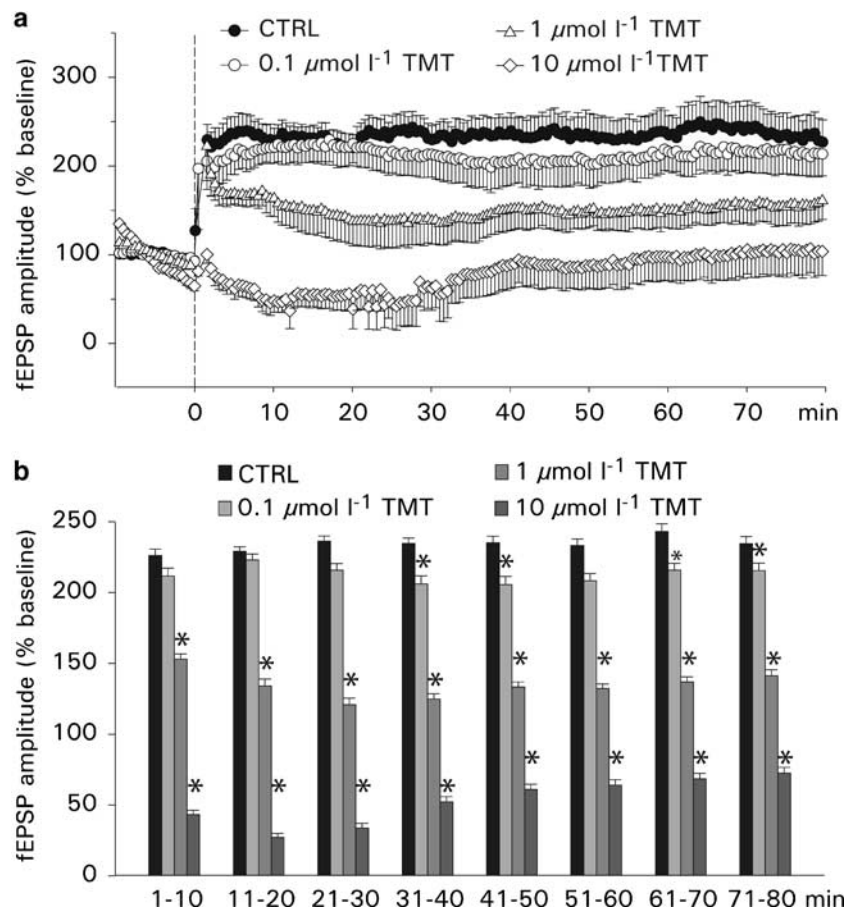 a
CTRL
1 µmol l-1 TMT
0.1 µmol l-1 TMT
10 µmol l-1TMT
fEPSP amplitude (% baseline)
300
200
100
0
0 10 20 30 40 50 60 70 min
b
CTRL
1 µmol l-1 TMT
0.1 µmol l-1 TMT
10 µmol l-1 TMT
fEPSP amplitude (% baseline)
250
200
150
100
50
0
* * * * * * * *
* * * * * * * *
* * * *
1-10 11-20 21-30 31-40 41-50 51-60 61-70 71-80 min